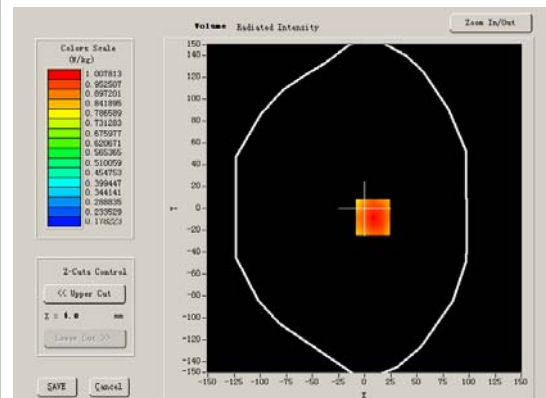 Volume Radiated Intensity
Zoom In/Out
Colors Scale
(W/kg)
1.007813
0.952507
0.897201
0.841895
0.786589
0.731283
0.675977
0.620671
0.565365
0.510059
0.454753
0.399447
0.344141
0.288835
0.233529
0.178223
Z-Cuts Control
<< Upper Cut
Z = 4.0 mm
Lower Cut >>
SAVE
Cancel
150
140
120
100
80
60
40
20
0
-20
-40
-60
-80
-100
-120
-140
-150
Y
-150 -125 -100 -75 -50 -25 0 25 50 75 100 125 150
X